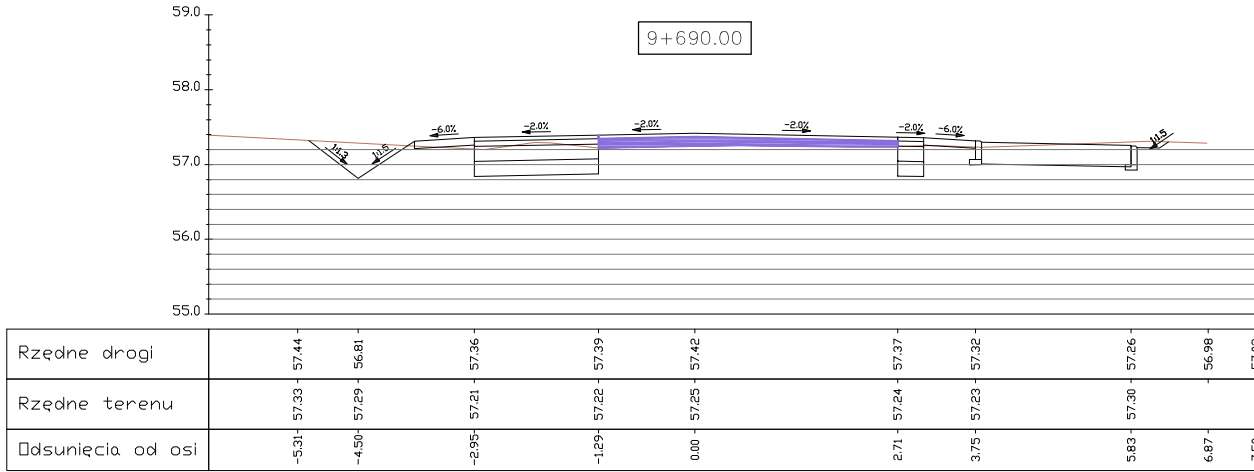 59.0
9+690.00
58.0
-6.0% -2.0% -2.0% -2.0% -2.0% -6.0%
1:1.5 1:1.5
57.0
56.0
55.0
Rzędne drogi 57.44 56.81 57.36 57.39 57.42 57.37 57.32 57.26 56.98
Rzędne terenu 57.33 57.29 57.21 57.22 57.25 57.24 57.23 57.30
Odsunięcia od osi -5.31 -4.50 -2.95 -1.29 0.00 2.71 3.75 5.83 6.87